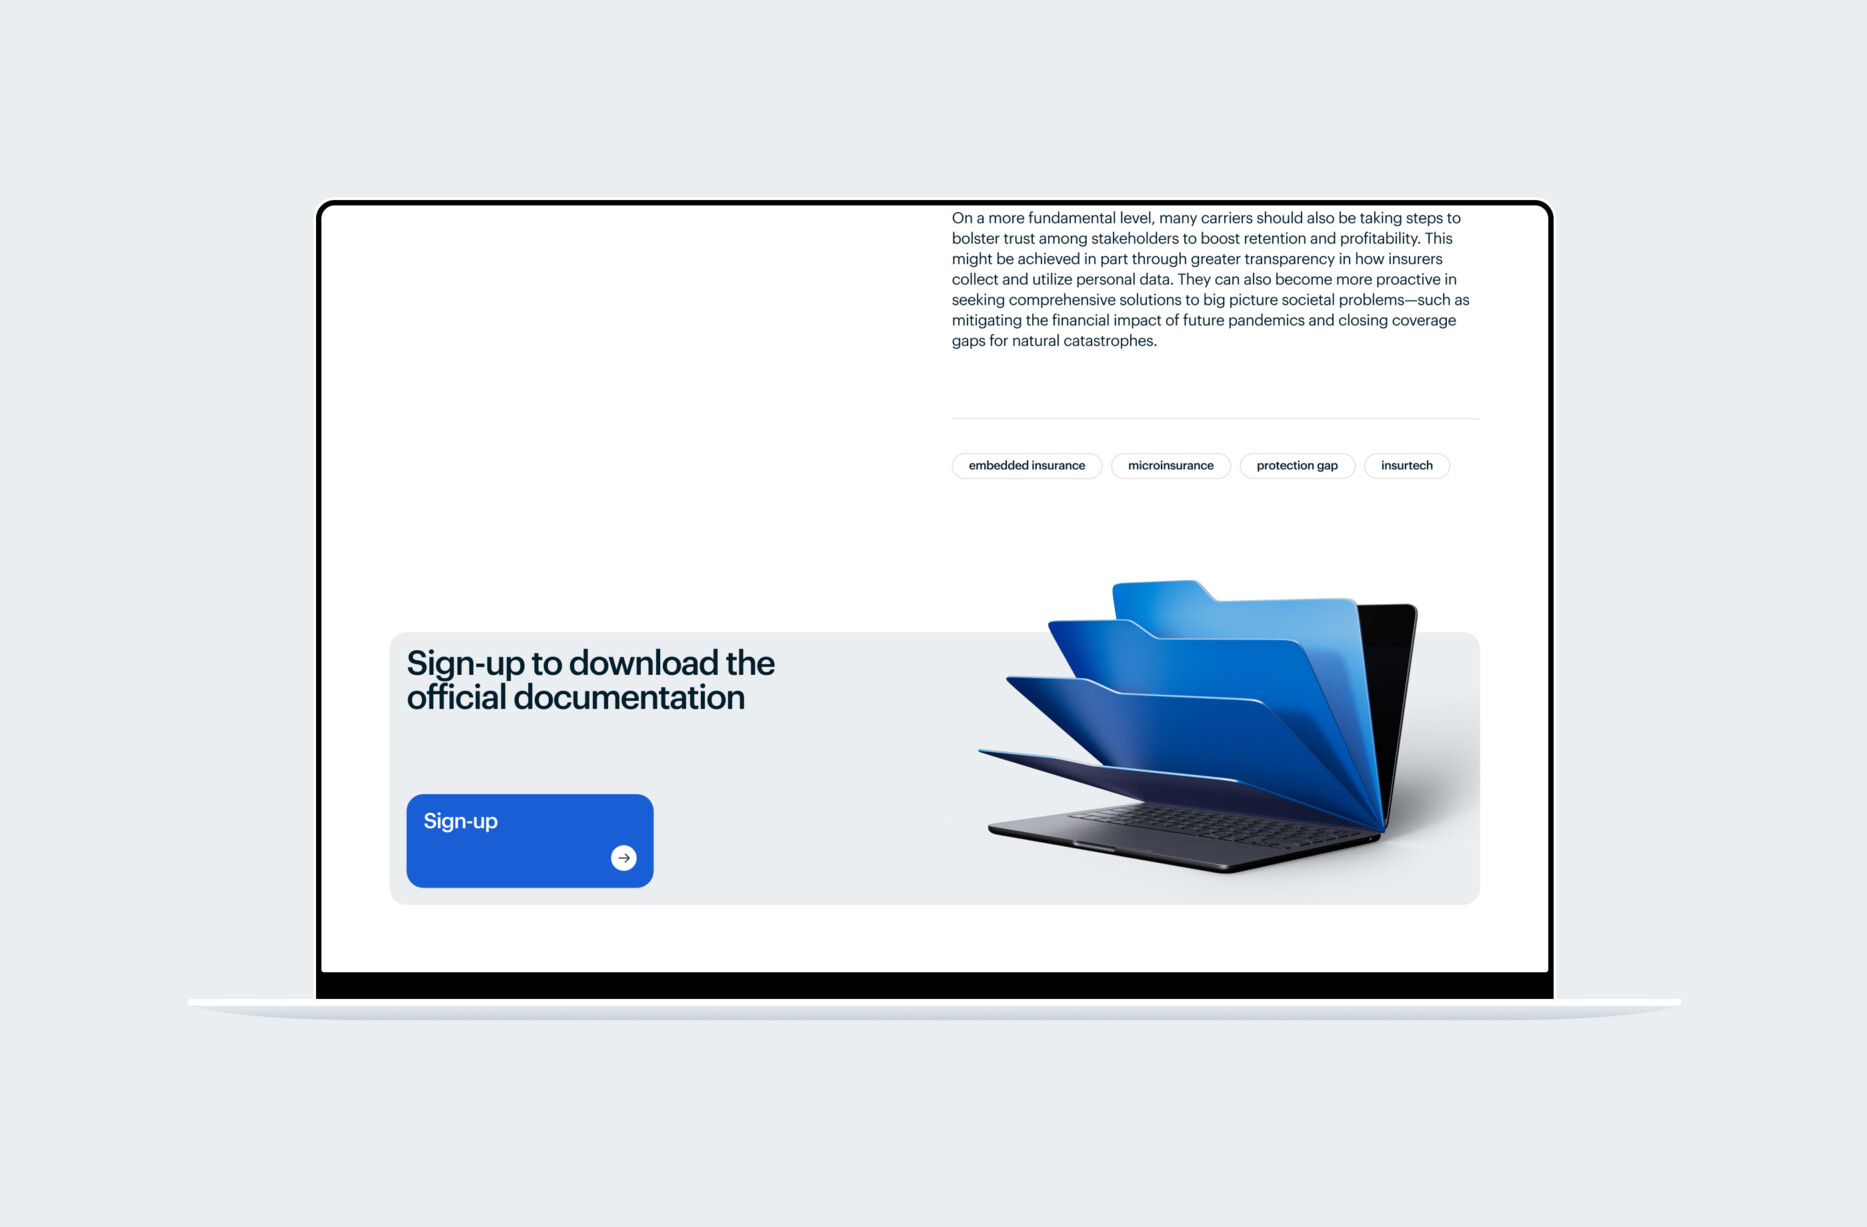 On a more fundamental level, many carriers should also be taking steps to
bolster trust among stakeholders to boost retention and profitability. This
might be achieved in part through greater transparency in how insurers
collect and utilize personal data. They can also become more proactive in
seeking comprehensive solutions to big picture societal problems—such as
mitigating the financial impact of future pandemics and closing coverage
gaps for natural catastrophes.
embedded insurance
microinsurance
protection gap
insurtech
Sign-up to download the
official documentation
Sign-up